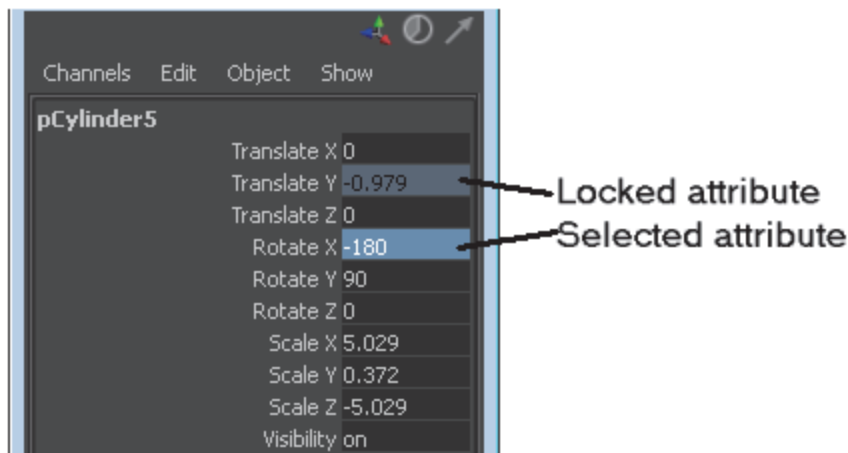 Channels Edit Object Show
pCylinder5
Translate X 0
Translate Y -0.979
Translate Z 0
Rotate X -180
Rotate Y 90
Rotate Z 0
Scale X 5.029
Scale Y 0.372
Scale Z -5.029
Visibility on
Locked attribute
Selected attribute